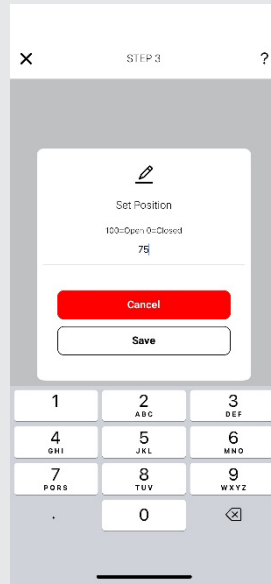 STEP 3
?
Set Position
100=Open 0=Closed
75
Cancel
Save
1 2 3
ABC DEF
4 5 6
GHI JKL MNO
7 8 9
PQRS TUV WXYZ
. 0